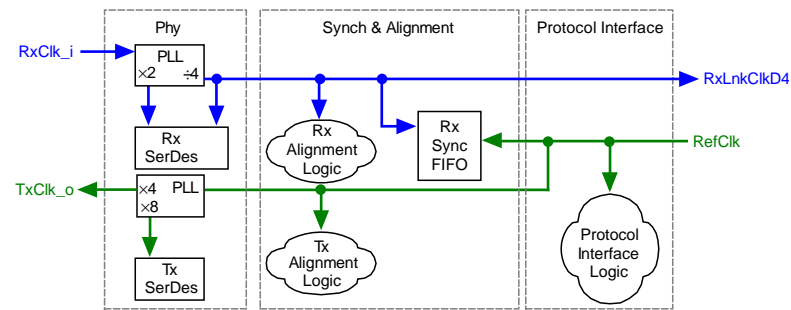 Phy
Synch & Alignment
Protocol Interface
RxClk_i
PLL
×2 ÷4
RxLnkClkD4
Rx
SerDes
Rx
Alignment
Logic
Rx
Sync
FIFO
RefClk
TxClk_o
×4 PLL
×8
Tx
SerDes
Tx
Alignment
Logic
Protocol
Interface
Logic